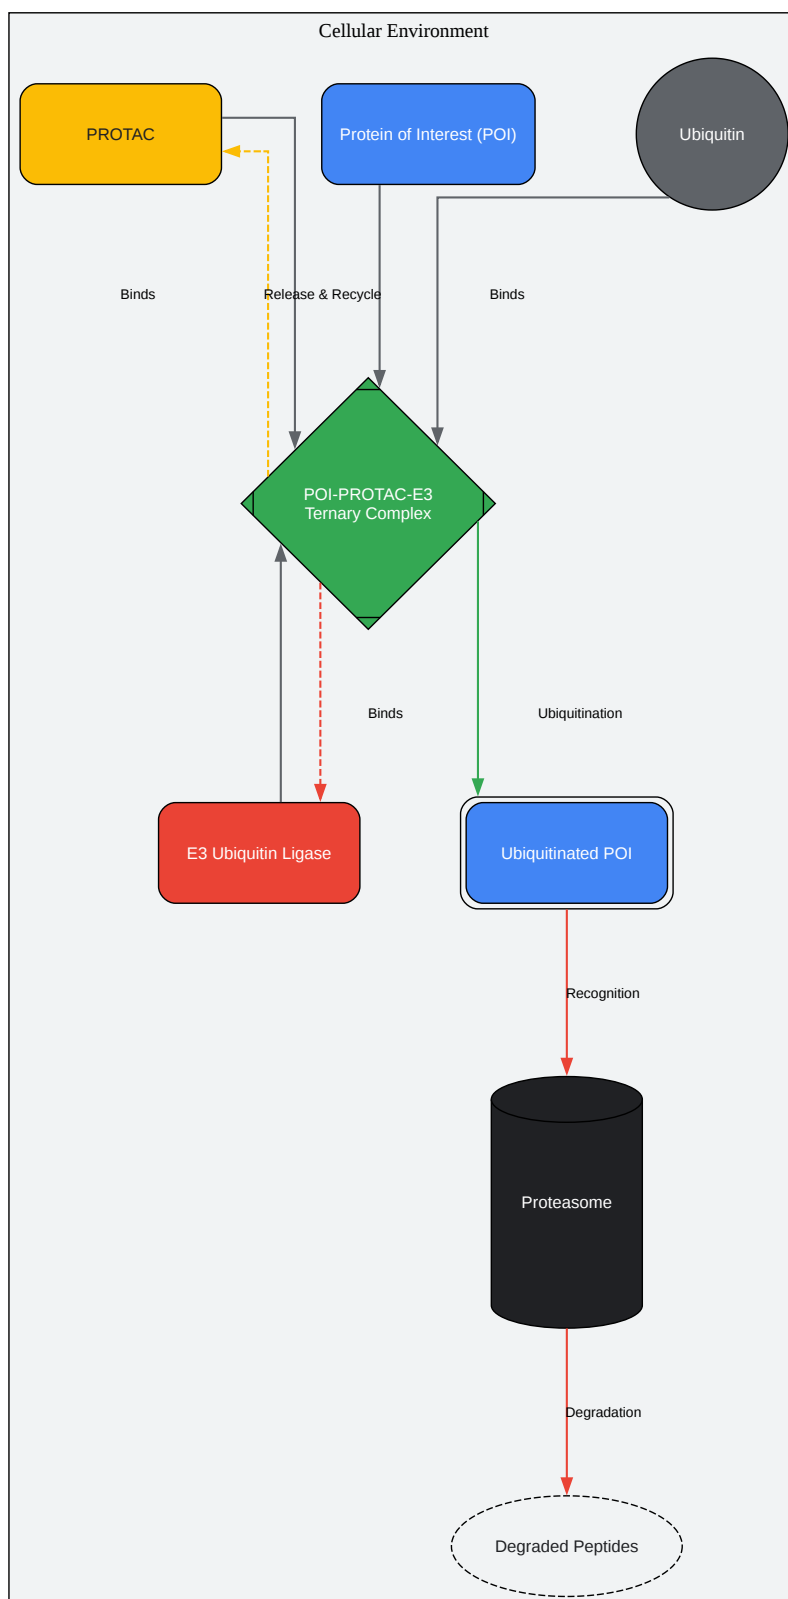 Cellular Environment
PROTAC
Protein of Interest (POI)
Ubiquitin
Binds
Release & Recycle
Binds
POI-PROTAC-E3
Ternary Complex
Binds
Ubiquitination
E3 Ubiquitin Ligase
Ubiquitinated POI
Recognition
Proteasome
Degradation
Degraded Peptides